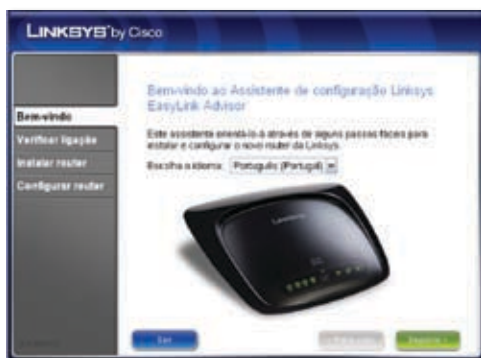 LINKSYS by Cisco
Bem-vindo ao Assistente de configuração Linksys
EasyLink Advisor
Bem-vindo
Este assistente orientá-lo-á através de alguns passos fáceis para
instalar e configurar o novo router da Linksys.
Verificar ligação
Escolha o idioma: Português (Portugal)
Instalar router
Configurar router
Sair
Seguinte